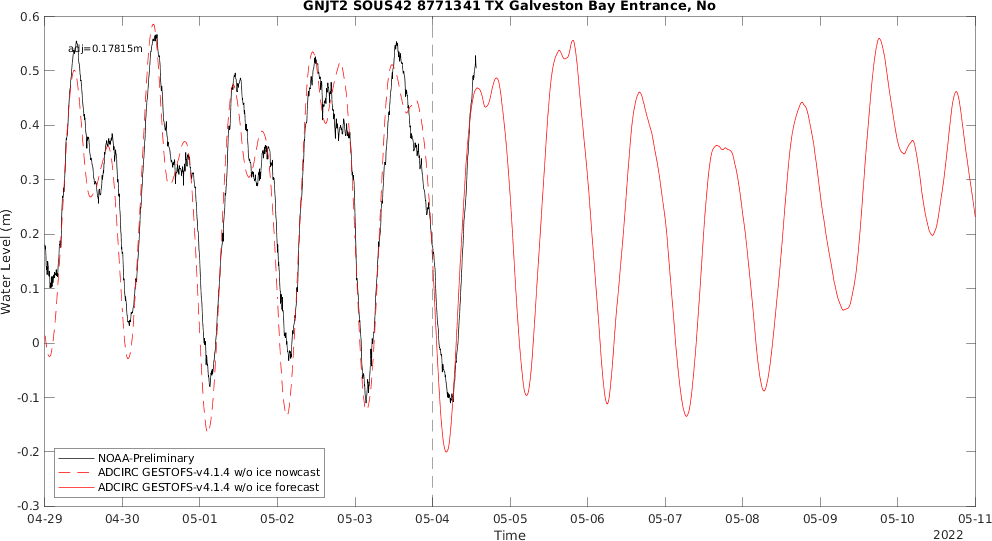 GNJT2 SOUS42 8771341 TX Galveston Bay Entrance, No
adj=0.17815m
Water Level (m)
0.6
0.5
0.4
0.3
0.2
0.1
0
-0.1
-0.2
-0.3
NOAA-Preliminary
ADCIRC GESTOFS-v4.1.4 w/o ice nowcast
ADCIRC GESTOFS-v4.1.4 w/o ice forecast
04-29 04-30 05-01 05-02 05-03 05-04 05-05 05-06 05-07 05-08 05-09 05-10 05-11
Time
2022